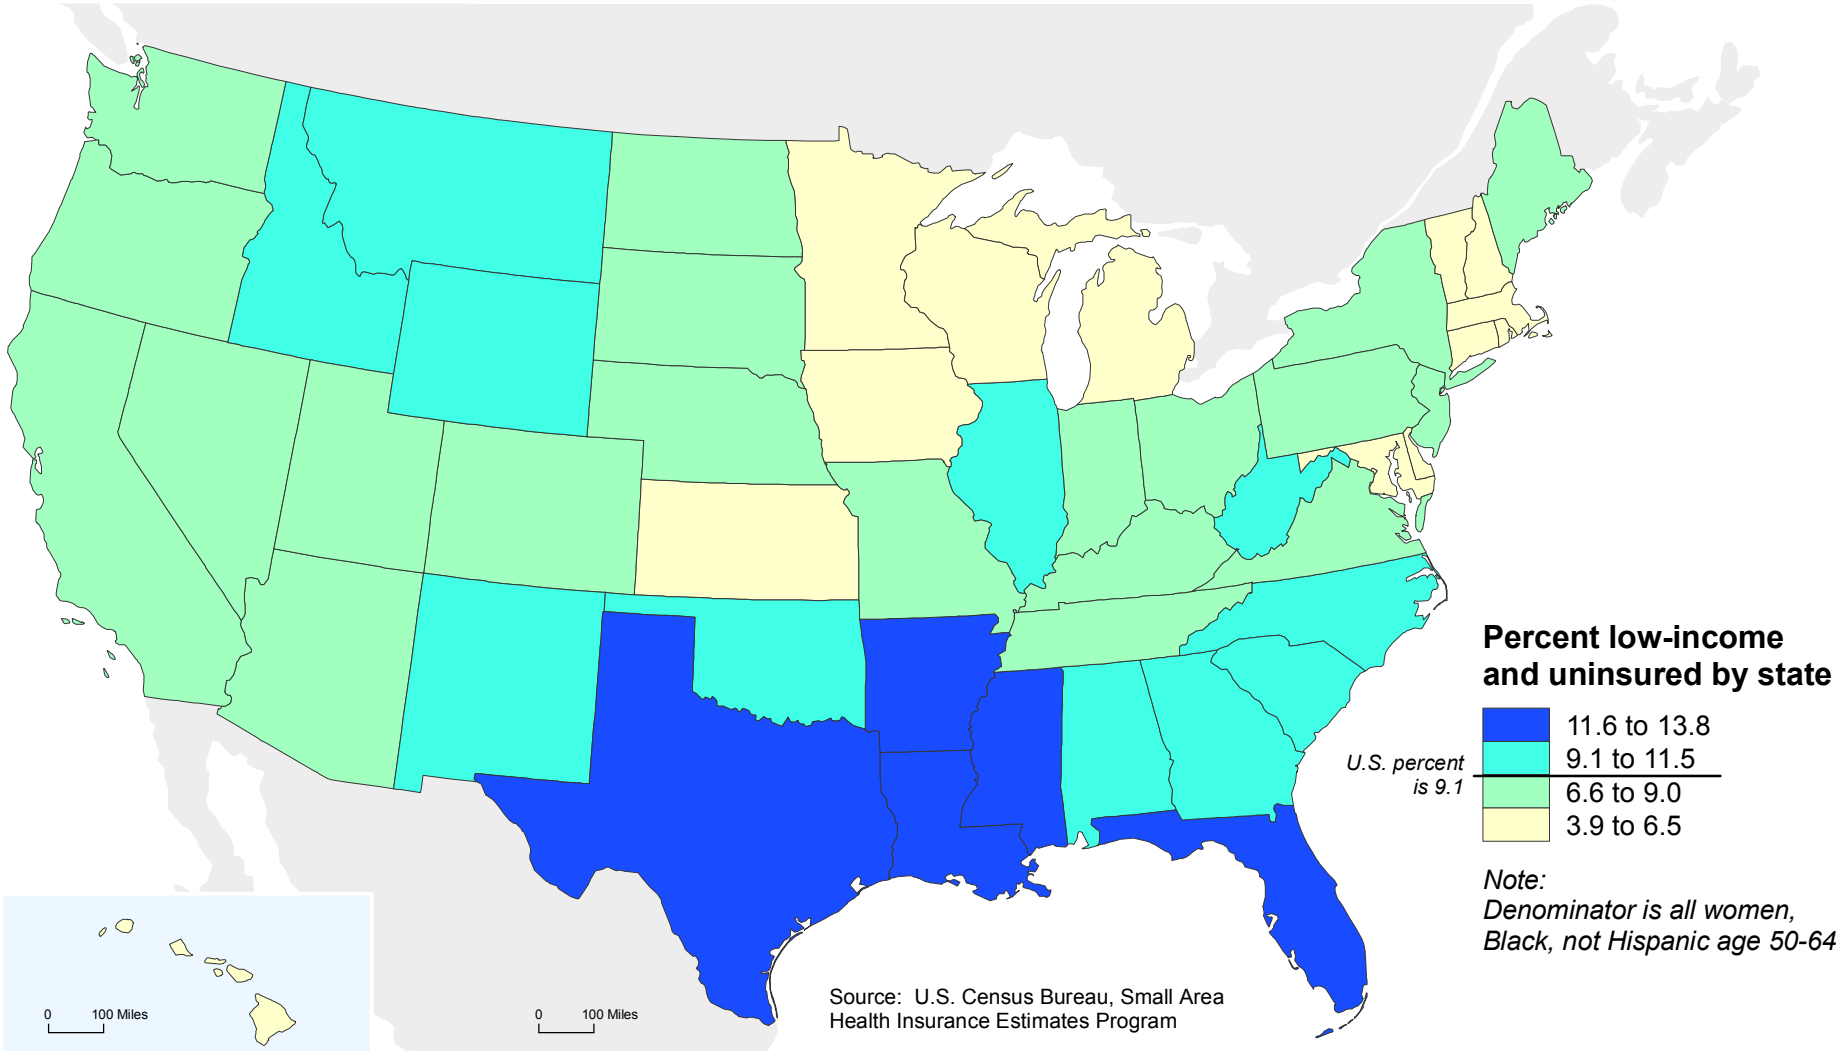 Percent low-income
and uninsured by state
11.6 to 13.8
9.1 to 11.5
U.S. percent
is 9.1
6.6 to 9.0
3.9 to 6.5
Note:
Denominator is all women,
Black, not Hispanic age 50-64
Source: U.S. Census Bureau, Small Area
Health Insurance Estimates Program
0 100 Miles
0 100 Miles